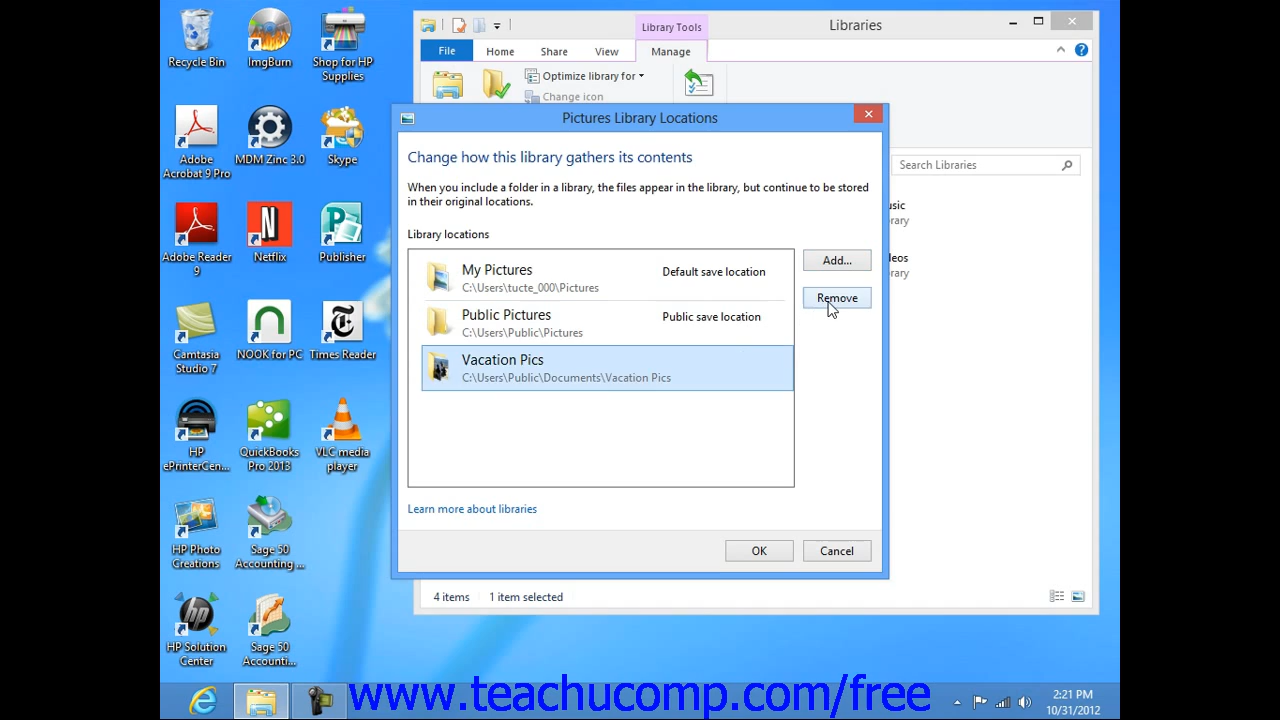 Recycle Bin
ImgBurn
Shop for HP
Supplies
Adobe
Acrobat 9 Pro
MDM Zinc 3.0
Skype
Adobe Reader
9
Netflix
Publisher
Camtasia
Studio 7
NOOK for PC
Times Reader
HP
ePrinterCen...
QuickBooks
Pro 2013
VLC media
player
HP Photo
Creations
Sage 50
Accounting ...
HP Solution
Center
Sage 50
Accounti...
Library Tools
Libraries
File
Home
Share
View
Manage
Optimize library for
Change icon
Search Libraries
usic
rary
deos
rary
Pictures Library Locations
Change how this library gathers its contents
When you include a folder in a library, the files appear in the library, but continue to be stored
in their original locations.
Library locations
My Pictures
Default save location
C:\Users\tucte_000\Pictures
Public Pictures
Public save location
C:\Users\Public\Pictures
Vacation Pics
C:\Users\Public\Documents\Vacation Pics
Add...
Remove
Learn more about libraries
OK
Cancel
4 items
1 item selected
www.teachucomp.com/free
2:21 PM
10/31/2012